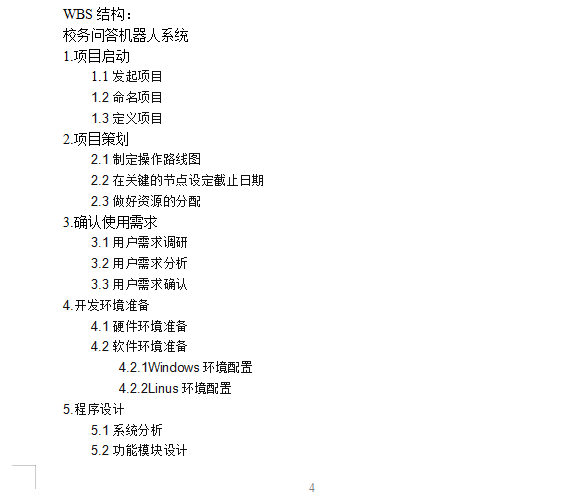 WBS 结构：
校务问答机器人系统
1.项目启动
1.1 发起项目
1.2 命名项目
1.3 定义项目
2.项目策划
2.1 制定操作路线图
2.2 在关键的节点设定截止日期
2.3 做好资源的分配
3.确认使用需求
3.1 用户需求调研
3.2 用户需求分析
3.3 用户需求确认
4.开发环境准备
4.1 硬件环境准备
4.2 软件环境准备
4.2.1Windows 环境配置
4.2.2Linus 环境配置
5.程序设计
5.1 系统分析
5.2 功能模块设计
4